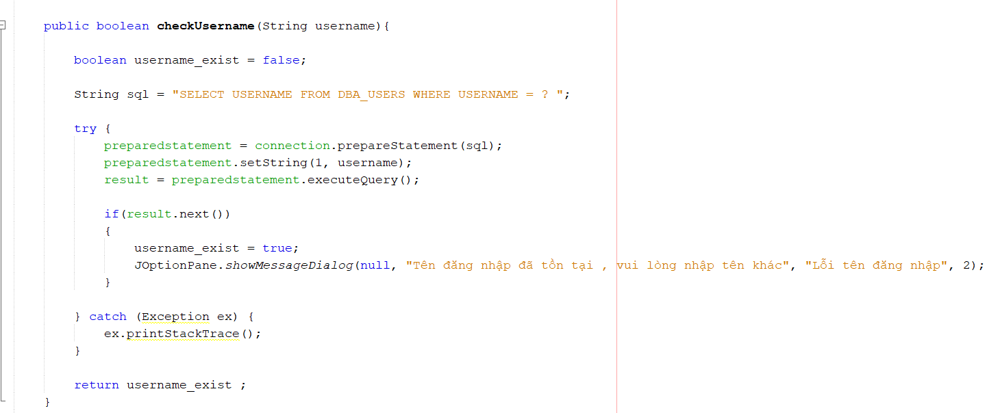 public boolean checkUsername(String username){
boolean username_exist = false;
String sql = "SELECT USERNAME FROM DBA_USERS WHERE USERNAME = ? ";
try {
preparedstatement = connection.prepareStatement(sql);
preparedstatement.setString(1, username);
result = preparedstatement.executeQuery();
if(result.next())
{
username_exist = true;
JOptionPane.showMessageDialog(null, "Tên đăng nhập đã tồn tại , vui lòng nhập tên khác", "Lỗi tên đăng nhập", 2);
}
} catch (Exception ex) {
ex.printStackTrace();
}
return username_exist ;
}